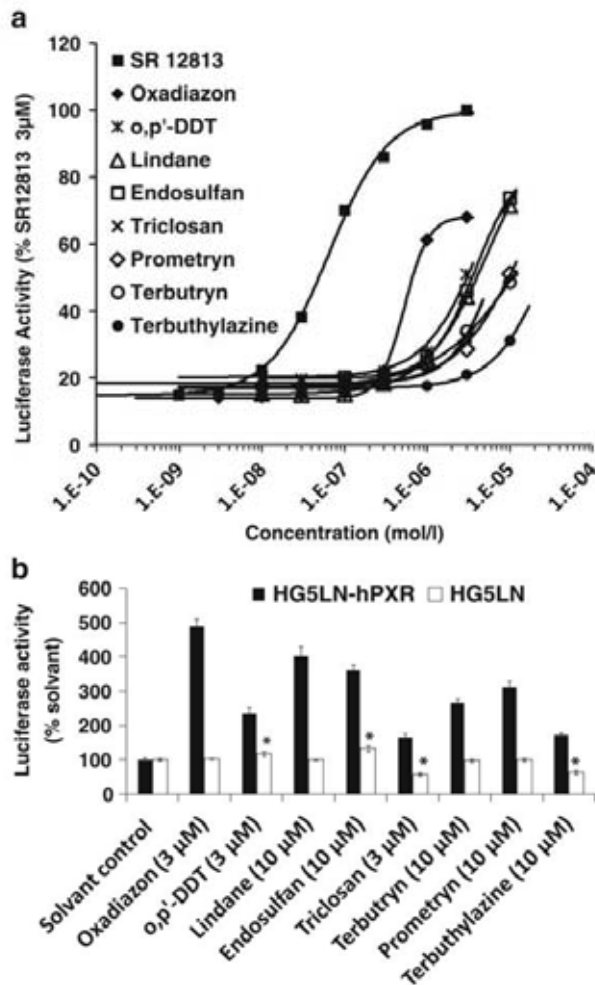 a
120
100
80
60
40
20
0
Luciferase Activity (% SR12813 3µM)
SR 12813
Oxadiazon
o,p'-DDT
Lindane
Endosulfan
Triclosan
Prometryn
Terbutryn
Terbuthylazine
1.E-10
1.E-09
1.E-08
1.E-07
1.E-06
1.E-05
1.E-04
Concentration (mol/l)
b
600
500
400
300
200
100
0
Luciferase activity
(% solvant)
HG5LN-hPXR
HG5LN
*
*
*
*
Solvant control
Oxadiazon (3 µM)
o,p'-DDT (3 µM)
Lindane (10 µM)
Endosulfan (10 µM)
Triclosan (3 µM)
Terbutryn (10 µM)
Prometryn (10 µM)
Terbuthylazine (10 µM)